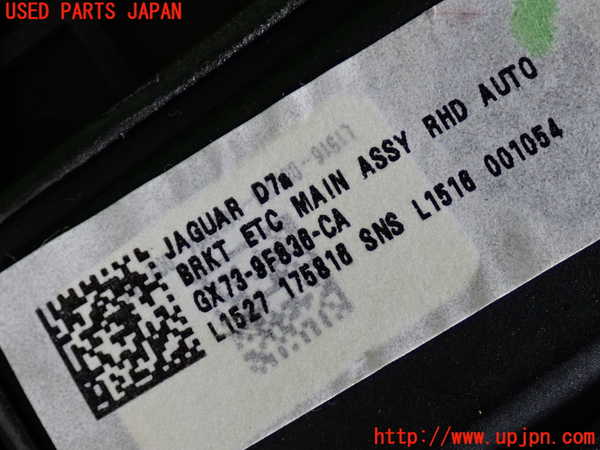 USED PARTS JAPAN
JAGUAR D7a
BRKT ETC MAIN ASSY RHD AUTO
GX73-9F836-CA
L1527 175816 SNS L1516 001054
http://www.upjpn.com/